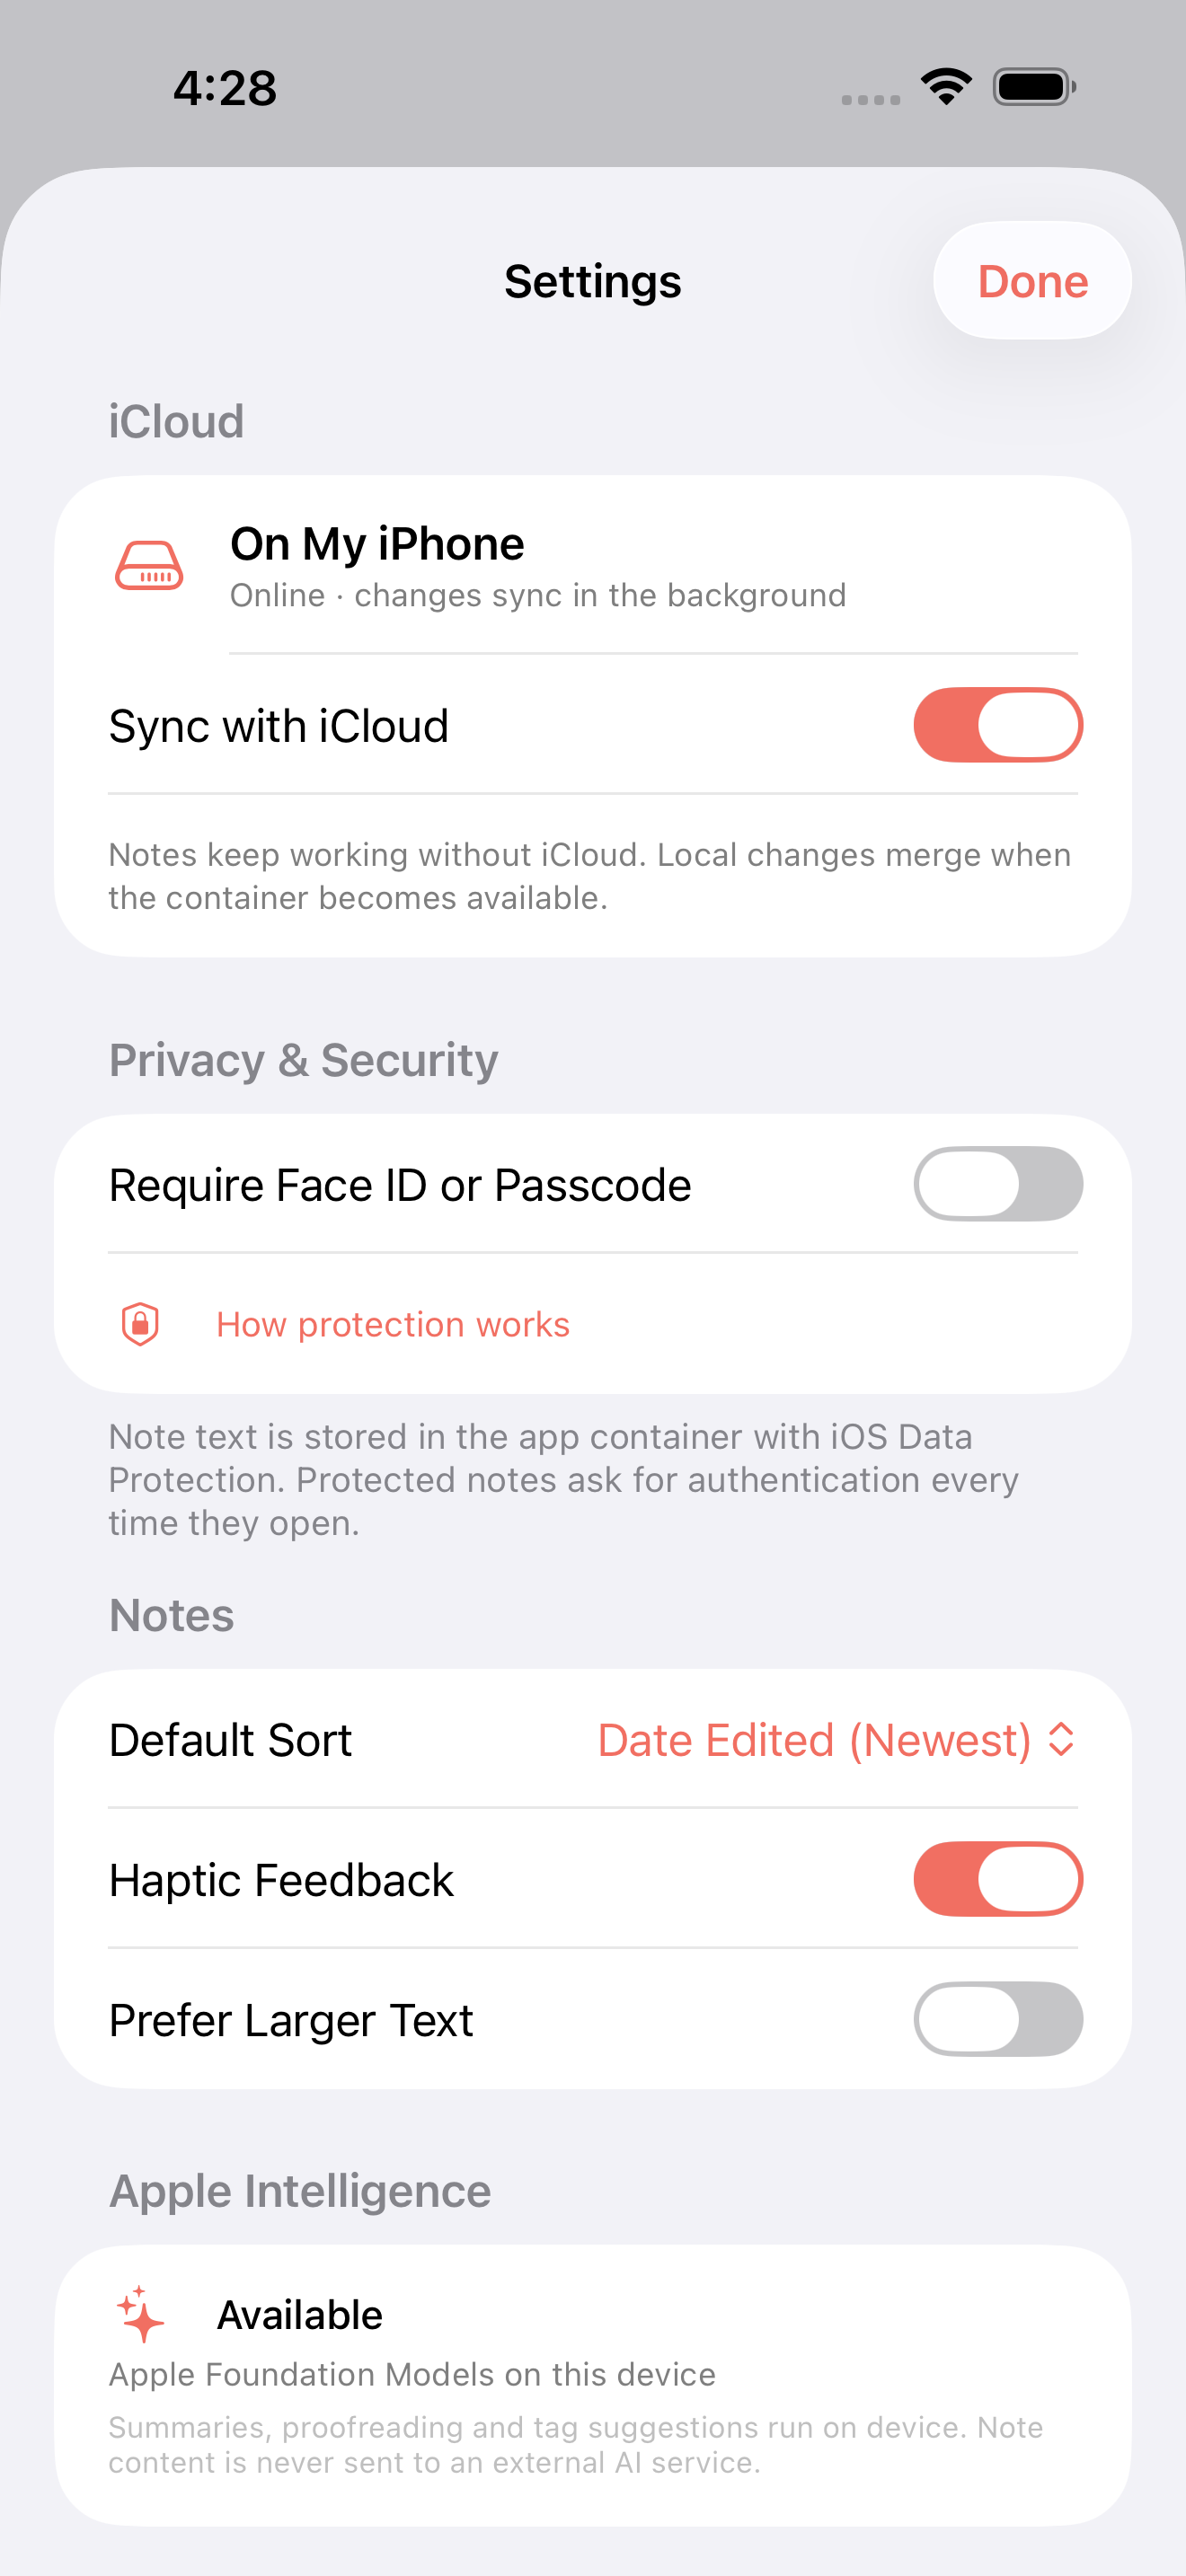 4:28
Settings
Done
iCloud
On My iPhone
Online · changes sync in the background
Sync with iCloud
Notes keep working without iCloud. Local changes merge when
the container becomes available.
Privacy & Security
Require Face ID or Passcode
How protection works
Note text is stored in the app container with iOS Data
Protection. Protected notes ask for authentication every
time they open.
Notes
Default Sort
Date Edited (Newest)
Haptic Feedback
Prefer Larger Text
Apple Intelligence
Available
Apple Foundation Models on this device
Summaries, proofreading and tag suggestions run on device. Note
content is never sent to an external AI service.